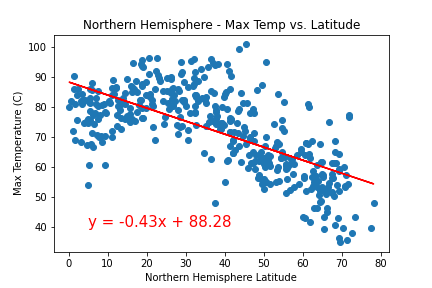 Northern Hemisphere - Max Temp vs. Latitude
100
90
80
70
60
50
40
Max Temperature (C)
y = -0.43x + 88.28
0 10 20 30 40 50 60 70 80
Northern Hemisphere Latitude